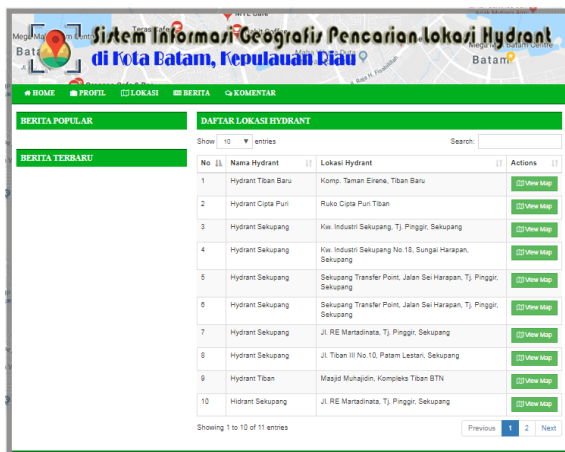 Sistem Informasi Geografis Pencarian Lokasi Hydrant
di Kota Batam, Kepulauan Riau
HOME PROFIL LOKASI BERITA KOMENTAR
BERITA POPULAR
BERITA TERBARU
DAFTAR LOKASI HYDRANT
Show 10 entries Search:
No Nama Hydrant Lokasi Hydrant Actions
1 Hydrant Tiban Baru Komp. Taman Eirene, Tiban Baru View Map
2 Hydrant Cipta Puri Ruko Cipta Puri Tiban View Map
3 Hydrant Sekupang Kw. Industri Sekupang, Tj. Pinggir, Sekupang View Map
4 Hydrant Sekupang Kw. Industri Sekupang No.18, Sungai Harapan,
Sekupang View Map
5 Hydrant Sekupang Sekupang Transfer Point, Jalan Sei Harapan, Tj. Pinggir,
Sekupang View Map
6 Hydrant Sekupang Sekupang Transfer Point, Jalan Sei Harapan, Tj. Pinggir,
Sekupang View Map
7 Hydrant Sekupang Jl. RE Martadinata, Tj. Pinggir, Sekupang View Map
8 Hydrant Sekupang Jl. Tiban III No.10, Patam Lestari, Sekupang View Map
9 Hydrant Tiban Masjid Muhajidin, Kompleks Tiban BTN View Map
10 Hidrant Sekupang Jl. RE Martadinata, Tj. Pinggir, Sekupang View Map
Showing 1 to 10 of 11 entries Previous 1 2 Next